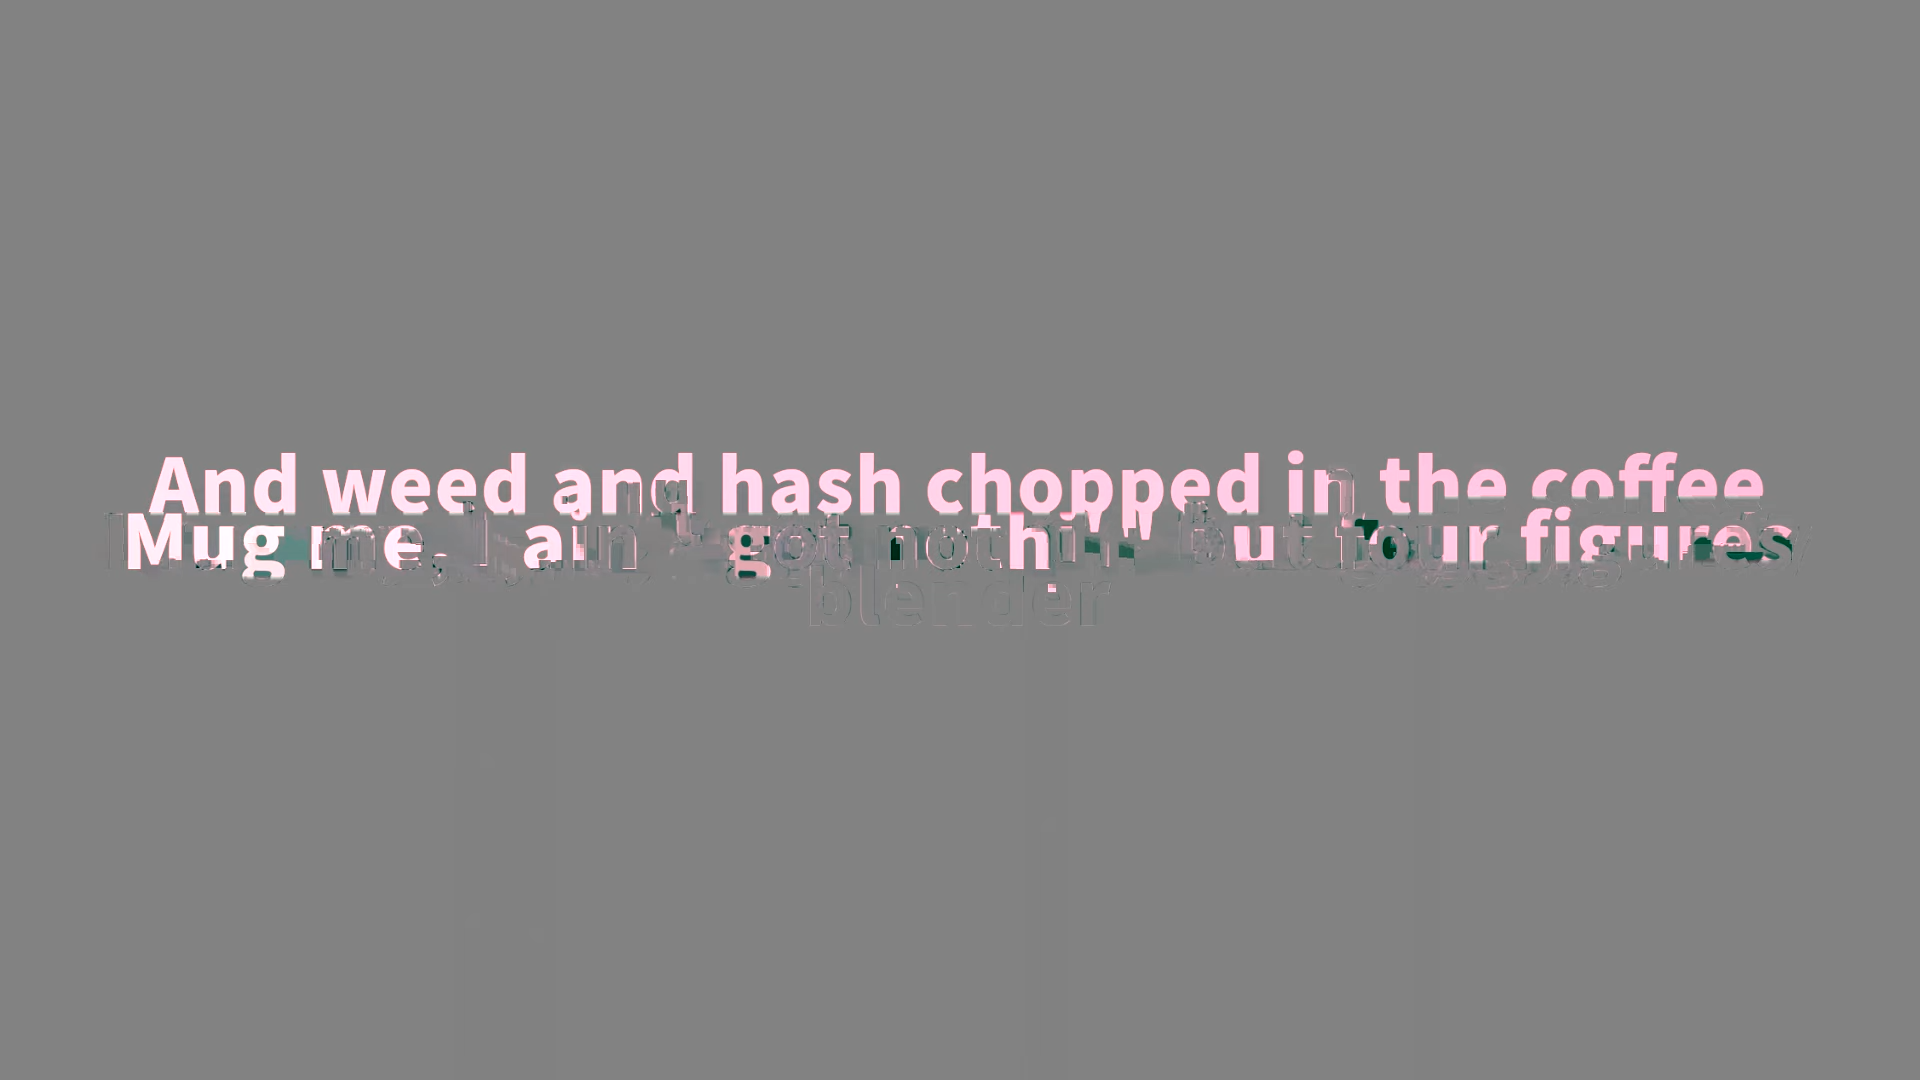 And weed and hash chopped in the coffee
Mug me, I ain't got nothin' but four figures
blender